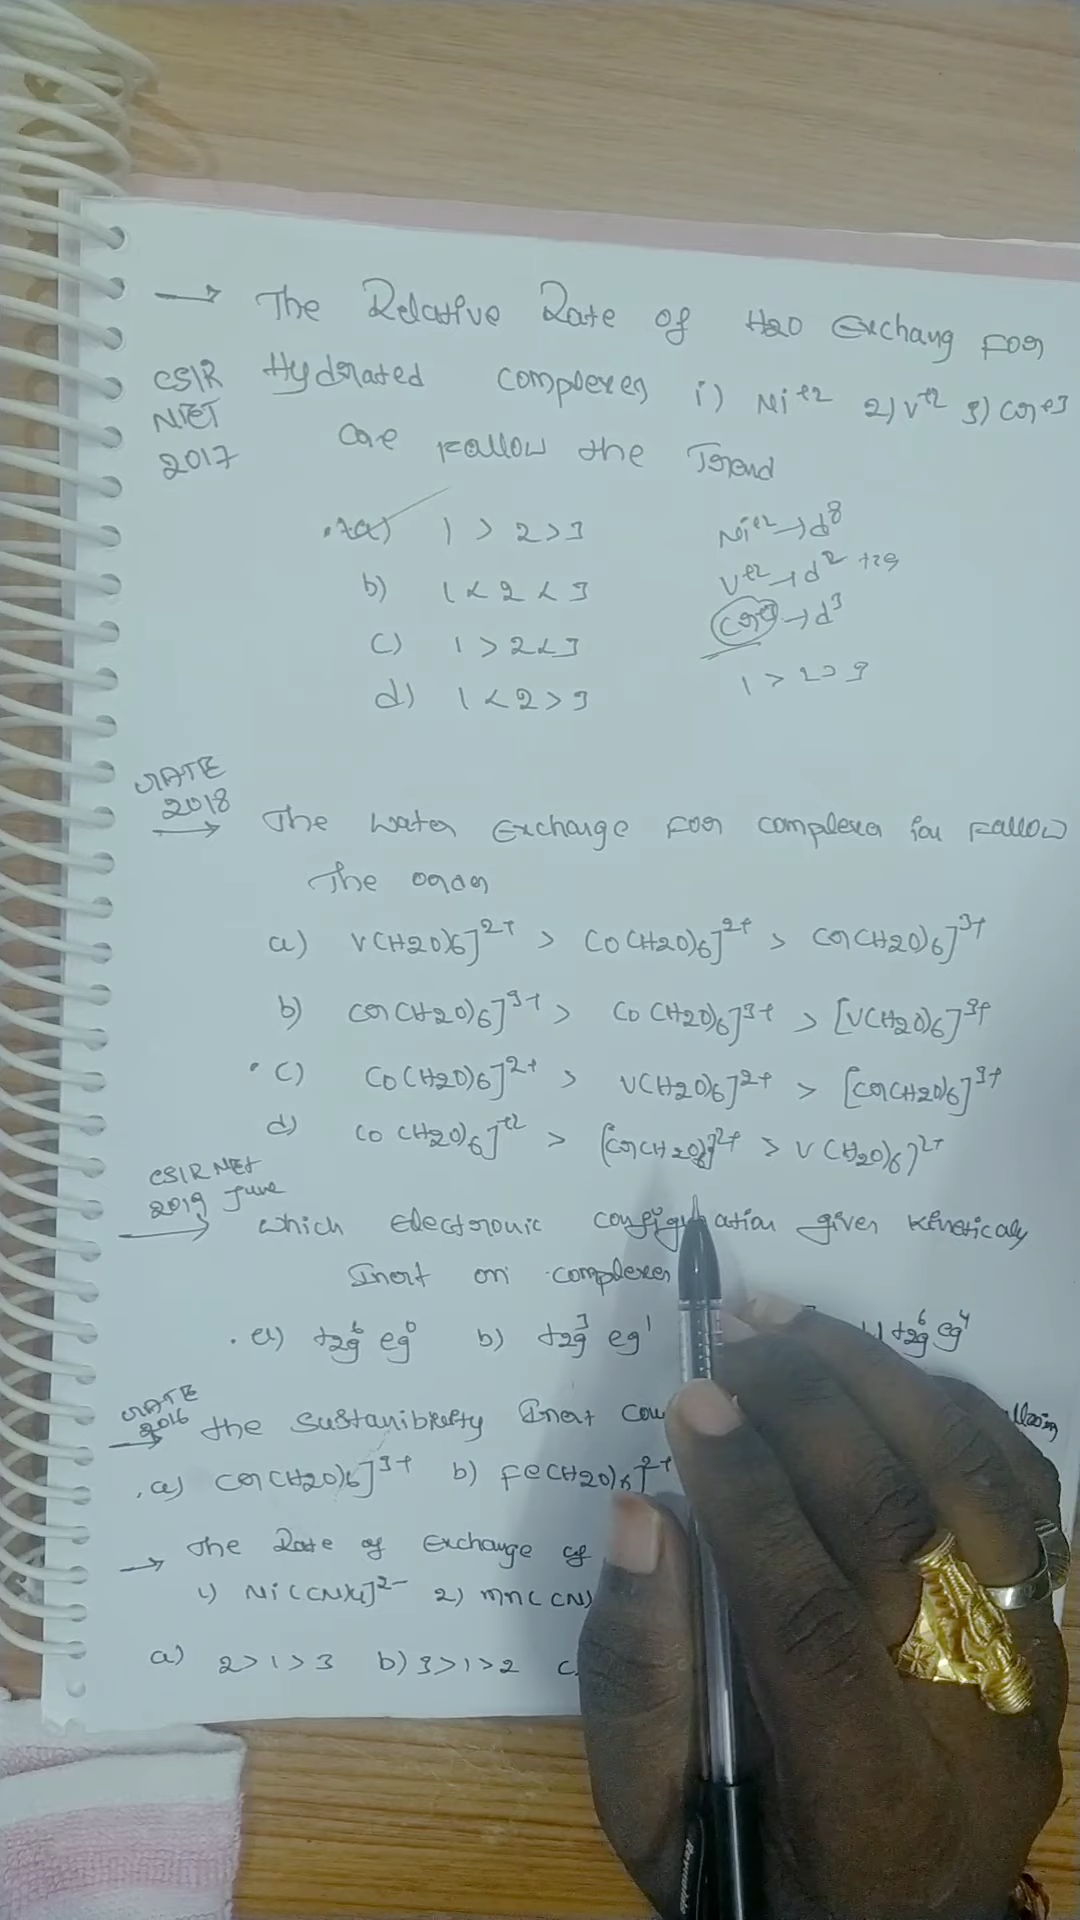 → The Relative Rate of H2O Exchang For
CSIR NET 2017
Hydrated complexes i) Ni+2 2) V+2 3) Cr+3
are Fallow the Trend
a) 1 > 2 > 3
b) 1 < 2 < 3
c) 1 > 2 < 3
d) 1 < 2 > 3
Ni+2 → d8
V+2 → d2 t2g
Cr+3 → d3
1 > 2 > 3
GATE 2018
→ The Water Exchange For complexes Fallow
The order
a) V(H2O)6]2+ > CO(H2O)6]2+ > Cr(H2O)6]3+
b) Cr(H2O)6]3+ > CO(H2O)6]3+ > [V(H2O)6]3+
c) CO(H2O)6]2+ > V(H2O)6]2+ > [Cr(H2O)6]3+
d) CO(H2O)6]+2 > [Cr(H2O)6]2+ > V(H2O)6]2+
CSIR NET 2019 June
→ which Electronic configuration given Kineticaly
Inert on complexes
a) t2g6 eg0 b) t2g3 eg1 t2g6 eg4
GATE 2016
→ the Inert
a) Cr(H2O)6]3+ b) Fe(H2O)6]2+
→ The Rate of Exchange of
1) Ni(CN)4]2- 2) Mn(CN)
a) 2>1>3 b) 3>1>2 c)
Reynolds